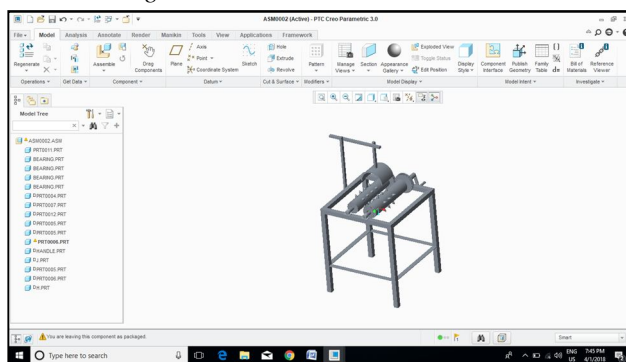 ASM0002 (Active) - PTC Creo Parametric 3.0
File Model Analysis Annotate Render Manikin Tools View Applications Framework
Regenerate
Assemble
Drag Components
Plane
Axis
Point
Coordinate System
Sketch
Hole
Extrude
Revolve
Pattern
Manage Views
Section
Appearance Gallery
Exploded View
Toggle Status
Edit Position
Display Style
Component Interface
Publish Geometry
Family Table
Bill of Materials
Reference Viewer
Operations Get Data Component Datum Cut & Surface Modifiers Model Display Model Intent Investigate
Model Tree
ASM0002.ASM
PRT0011.PRT
BEARING.PRT
BEARING.PRT
BEARING.PRT
BEARING.PRT
PRT0004.PRT
PRT0007.PRT
PRT0012.PRT
PRT0005.PRT
PRT0009.PRT
PRT0006.PRT
HANDLE.PRT
J.PRT
PRT0005.PRT
PRT0006.PRT
H.PRT
You are leaving this component as packaged.
Smart
Type here to search
ENG 7:45 PM
US 4/1/2018